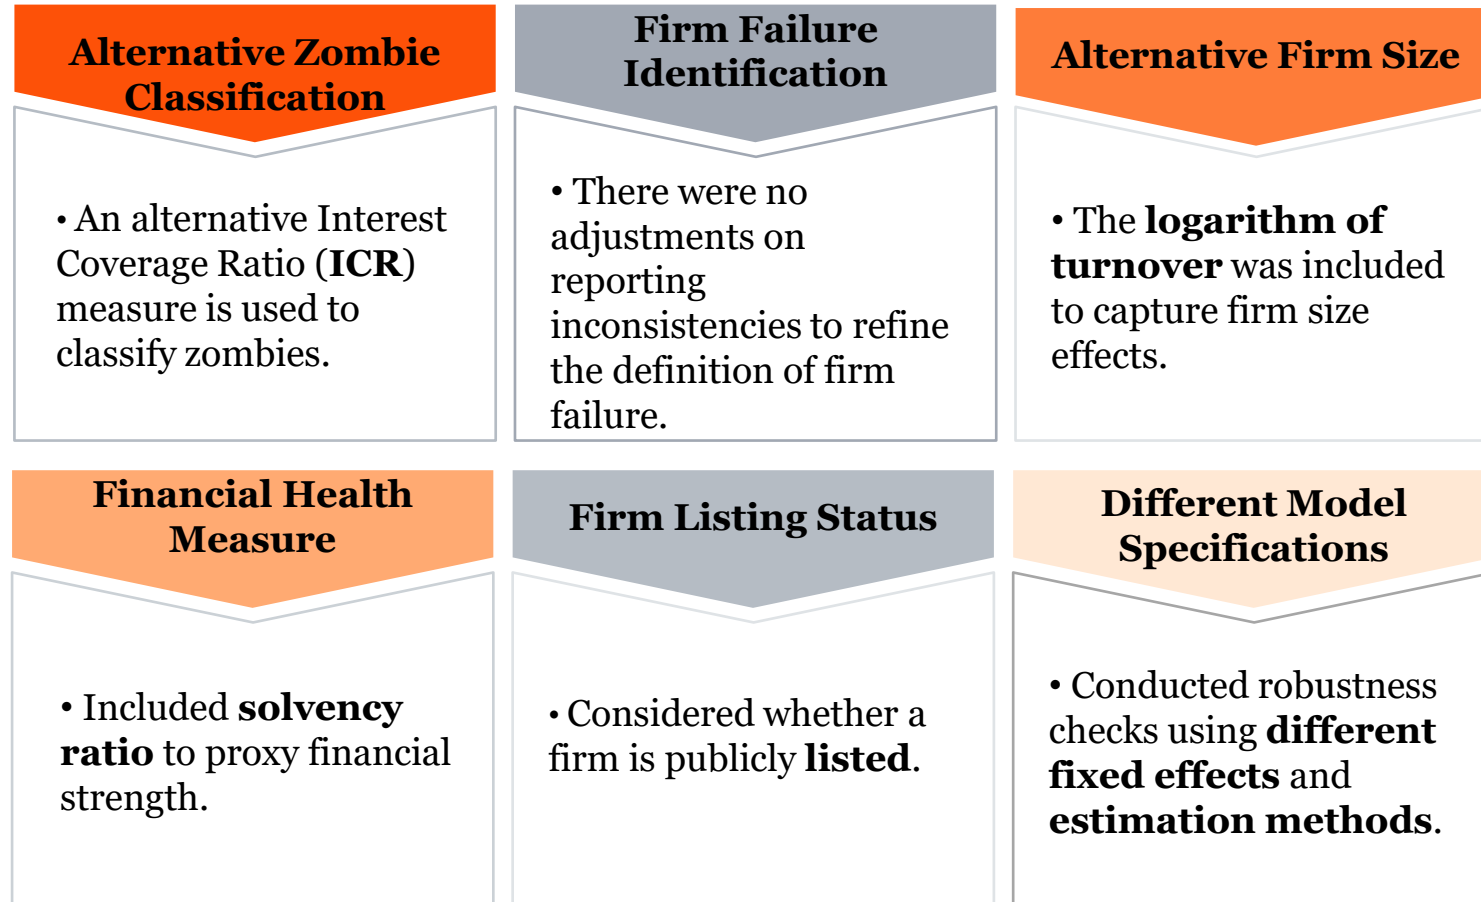 Alternative Zombie
Classification
• An alternative Interest
Coverage Ratio (ICR)
measure is used to
classify zombies.
Firm Failure
Identification
• There were no
adjustments on
reporting
inconsistencies to refine
the definition of firm
failure.
Alternative Firm Size
• The logarithm of
turnover was included
to capture firm size
effects.
Financial Health
Measure
• Included solvency
ratio to proxy financial
strength.
Firm Listing Status
• Considered whether a
firm is publicly listed.
Different Model
Specifications
• Conducted robustness
checks using different
fixed effects and
estimation methods.